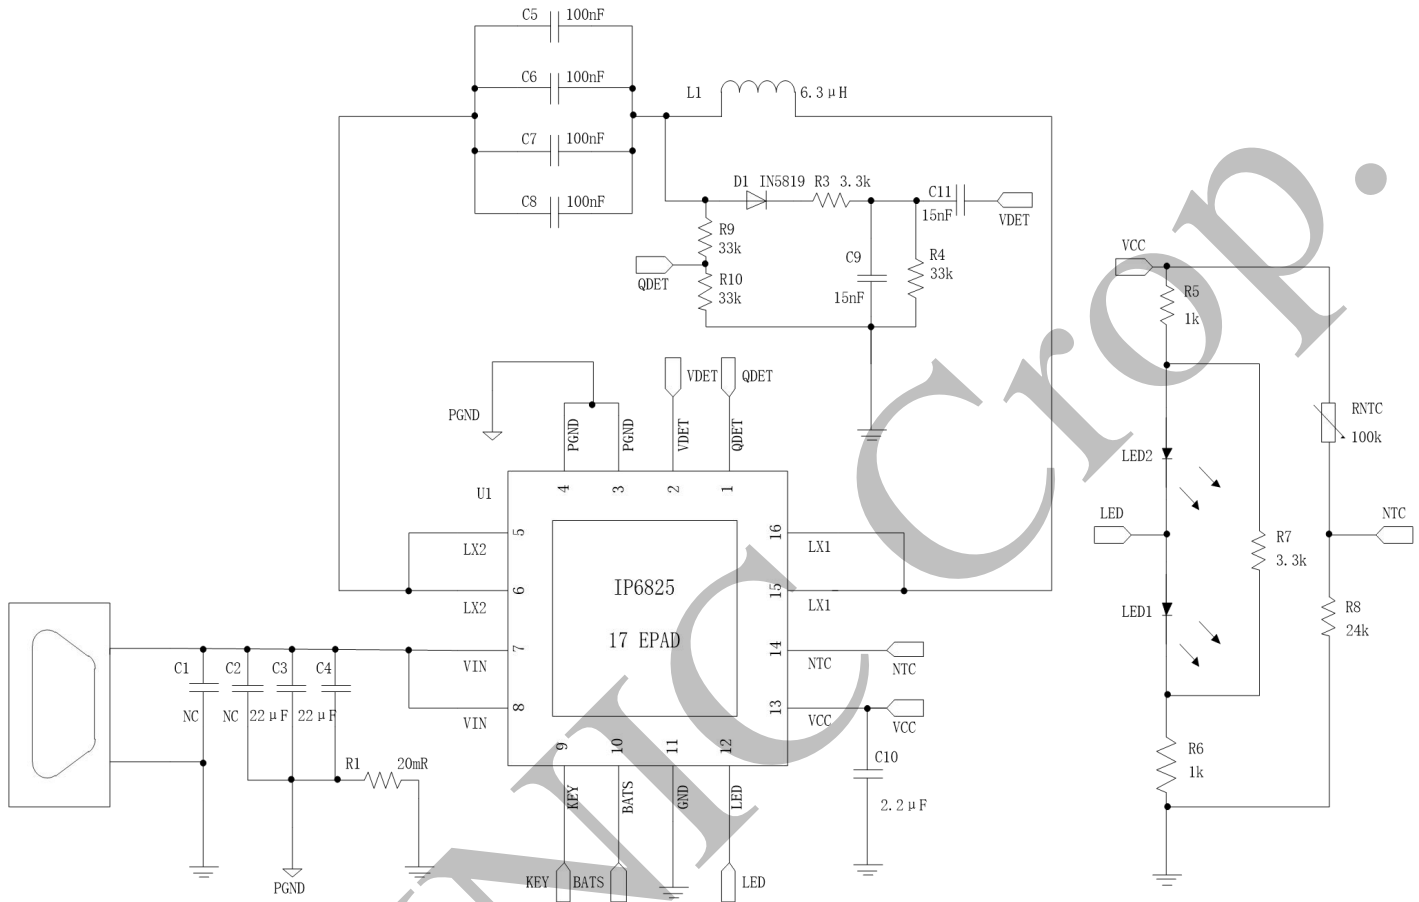 C5 100nF
C6 100nF
C7 100nF
C8 100nF
L1 6.3μH
D1 IN5819 R3 3.3k
C11
15nF
VDET
R9
33k
QDET
R10
33k
C9
15nF
R4
33k
VCC
R5
1k
RNTC
100k
LED2
LED
NTC
R7
3.3k
LED1
R8
24k
R6
1k
PGND
VDET QDET
PGND PGND VDET QDET
U1
4 3 2 1
5 16
LX2 LX1
IP6825
6 15
LX2 LX1
17 EPAD
7 14
VIN NTC NTC
8 13
VIN VCC VCC
9 10 11 12
KEY BATS GND LED
C1 C2 C3 C4
NC NC 22μF 22μF
R1 20mR
C10
2.2μF
PGND
KEY BATS LED
MIC Crop.